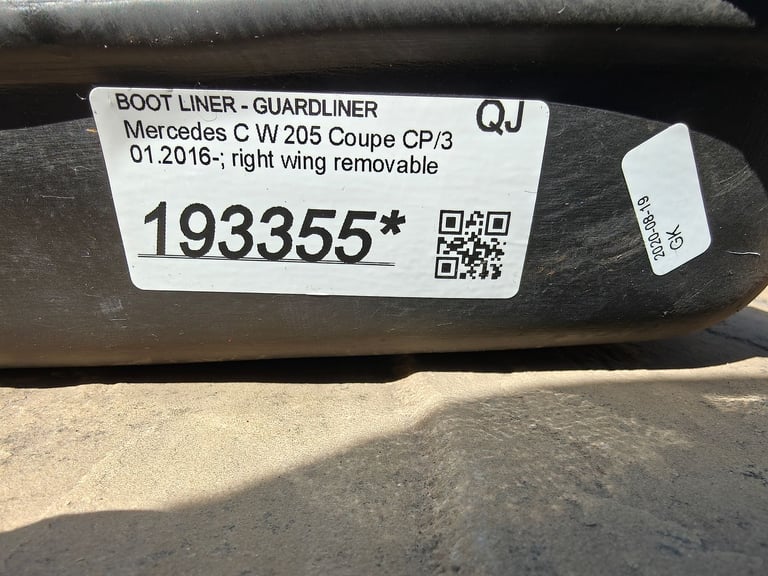 BOOT LINER - GUARDLINER
QJ
Mercedes C W 205 Coupe CP/3
01.2016-; right wing removable
193355*
2020-08-19
GK